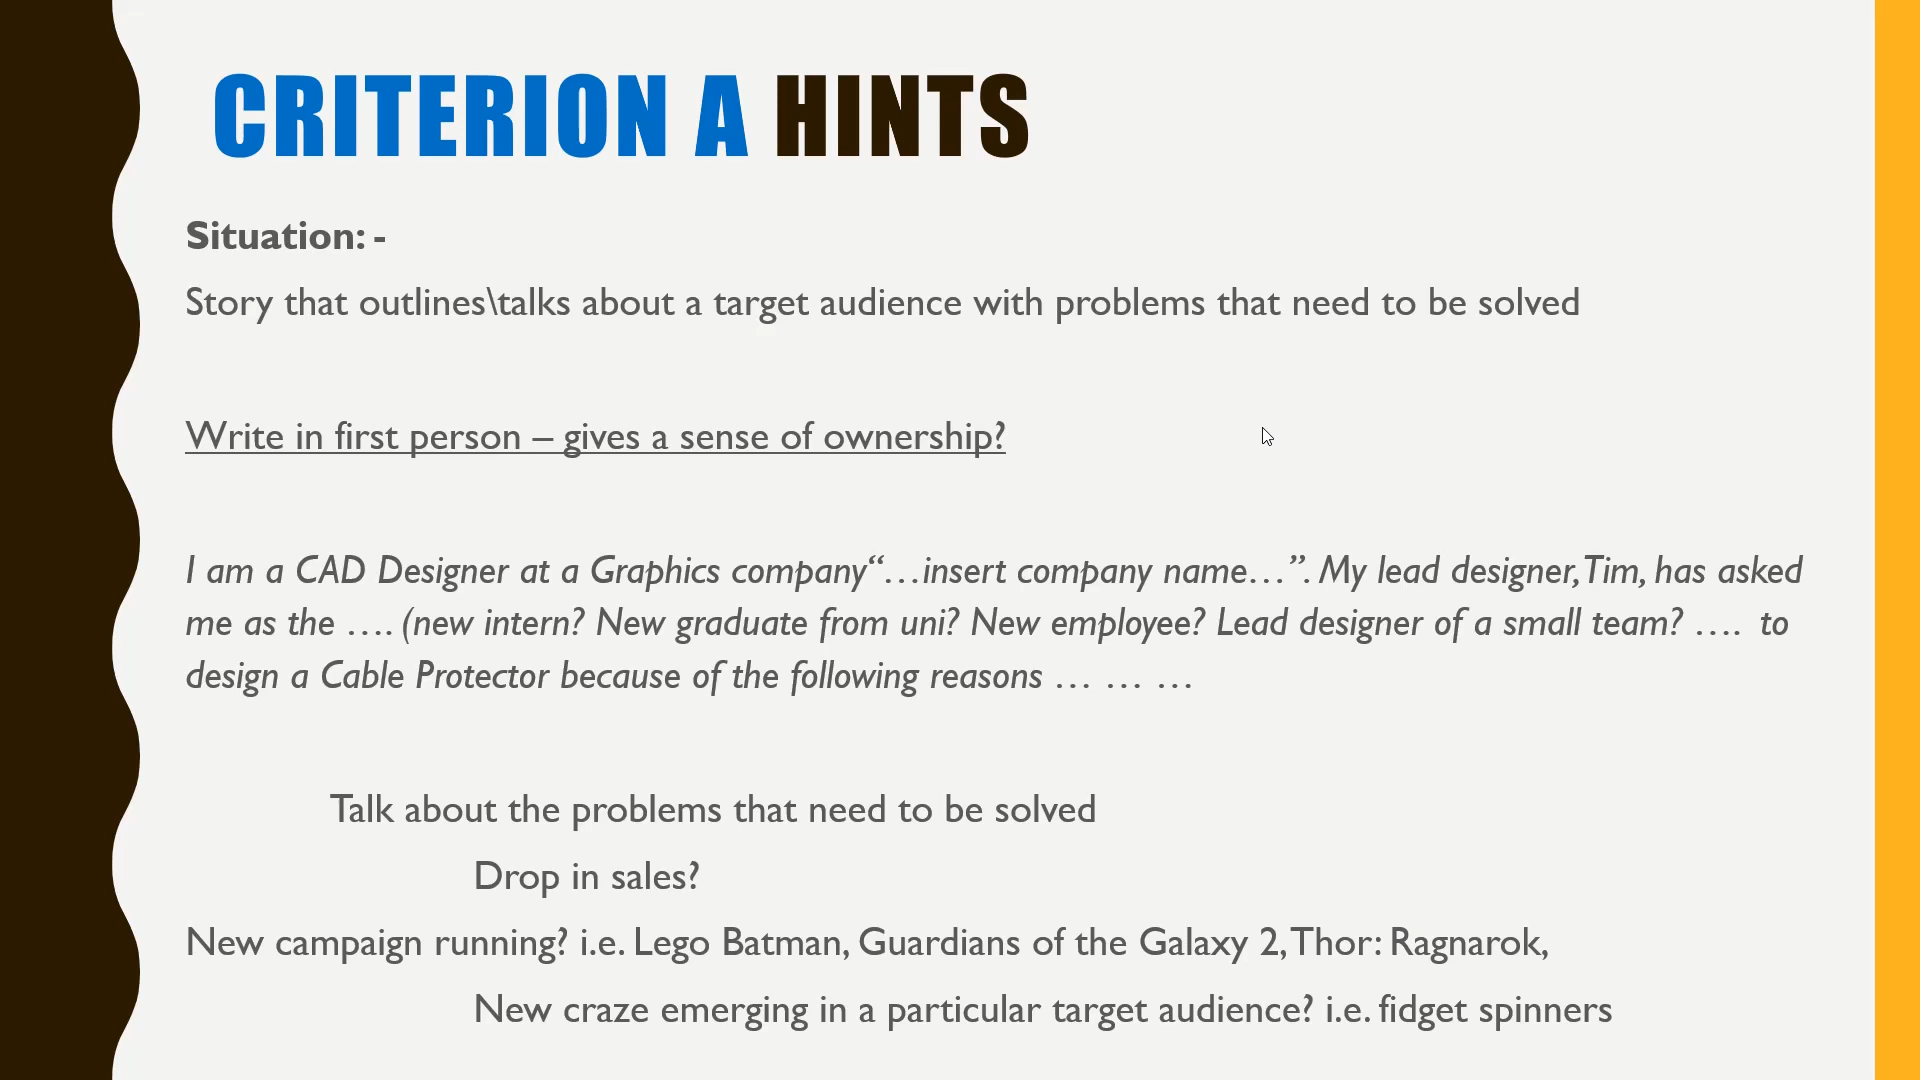 CRITERION A HINTS
Situation: -
Story that outlines\talks about a target audience with problems that need to be solved
Write in first person – gives a sense of ownership?
I am a CAD Designer at a Graphics company“…insert company name…”. My lead designer, Tim, has asked
me as the …. (new intern? New graduate from uni? New employee? Lead designer of a small team? …. to
design a Cable Protector because of the following reasons … … …
Talk about the problems that need to be solved
Drop in sales?
New campaign running? i.e. Lego Batman, Guardians of the Galaxy 2, Thor: Ragnarok,
New craze emerging in a particular target audience? i.e. fidget spinners